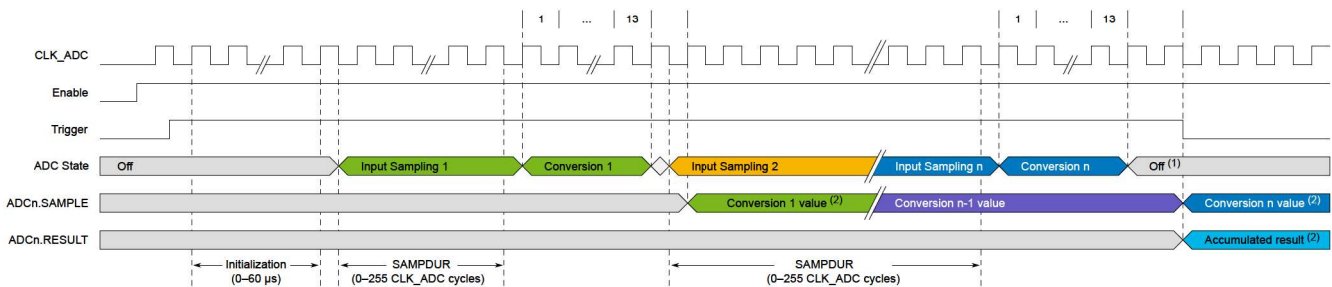 1 ... 13 1 ... 13
CLK_ADC
Enable
Trigger
ADC State Off Input Sampling 1 Conversion 1 Input Sampling 2 Input Sampling n Conversion n Off (1)
ADCn.SAMPLE Conversion 1 value (2) Conversion n-1 value Conversion n value (2)
ADCn.RESULT Accumulated result (2)
Initialization SAMPDUR SAMPDUR
(0–60 µs) (0–255 CLK_ADC cycles) (0–255 CLK_ADC cycles)